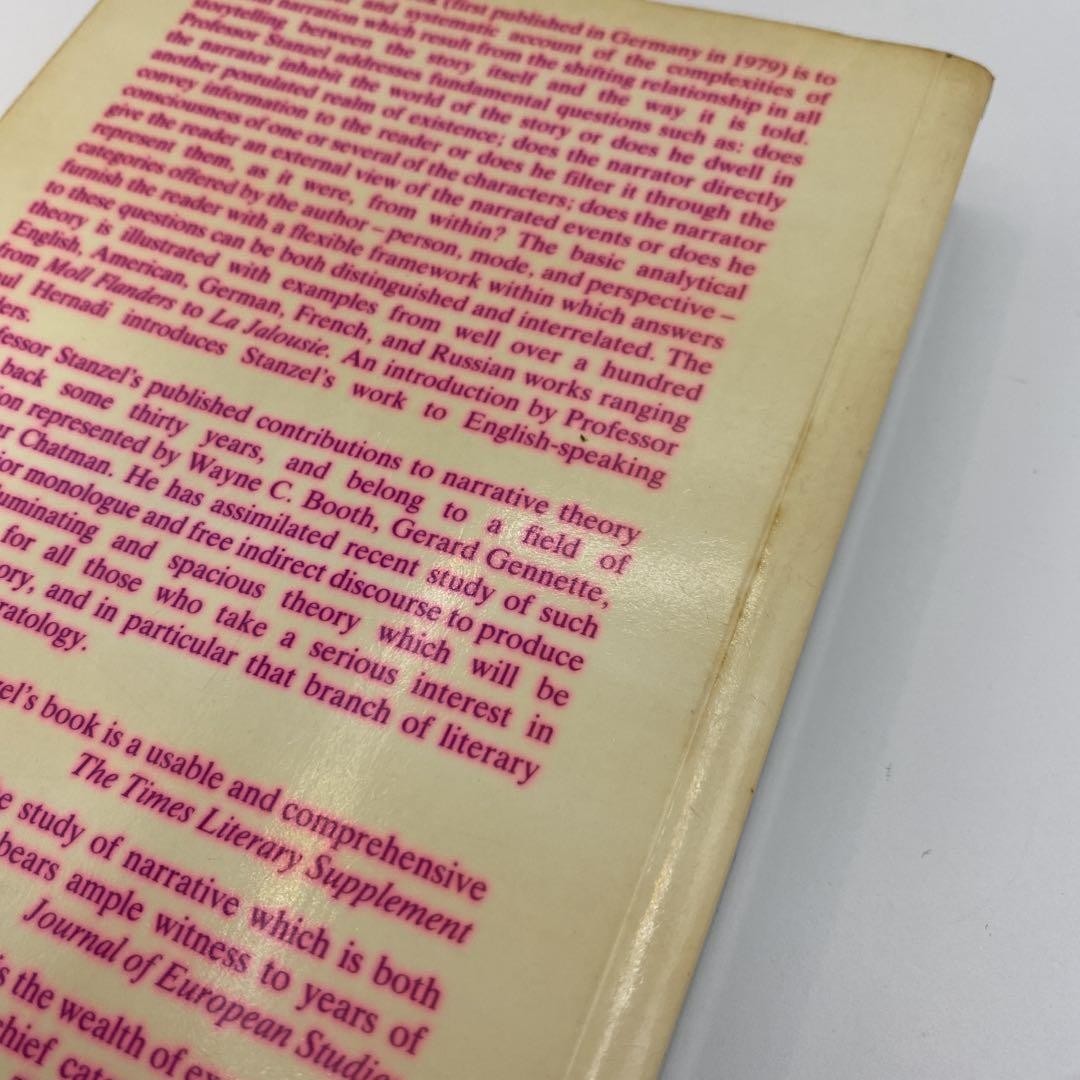 (first published in Germany in 1979) is to
and systematic account of the complexities of
narration which result from the shifting relationship in all
storytelling between the story itself and the way it is told.
Professor Stanzel addresses fundamental questions such as: does
the narrator inhabit the world of the story or does he dwell in
another postulated realm of existence; does the narrator directly
convey information to the reader or does he filter it through the
consciousness of one or several of the characters; does the narrator
give the reader an external view of the narrated events or does he
represent them, as it were, from within? The basic analytical
categories offered by the author – person, mode, and perspective –
furnish the reader with a flexible framework within which answers
to these questions can be both distinguished and interrelated. The
theory is illustrated with examples from well over a hundred
English, American, German, French, and Russian works ranging
from Moll Flanders to La Jalousie. An introduction by Professor
Hernadi introduces Stanzel's work to English-speaking
ers.
fessor Stanzel's published contributions to narrative theory
back some thirty years, and belong to a field of
ion represented by Wayne C. Booth, Gerard Gennette,
r Chatman. He has assimilated recent study of such
ior monologue and free indirect discourse to produce
uminating and spacious theory which will be
for all those who take a serious interest in
ory, and in particular that branch of literary
ratology.
zel's book is a usable and comprehensive
The Times Literary Supplement
e study of narrative which is both
bears ample witness to years of
Journal of European Studies
is the wealth of ex
chief cate